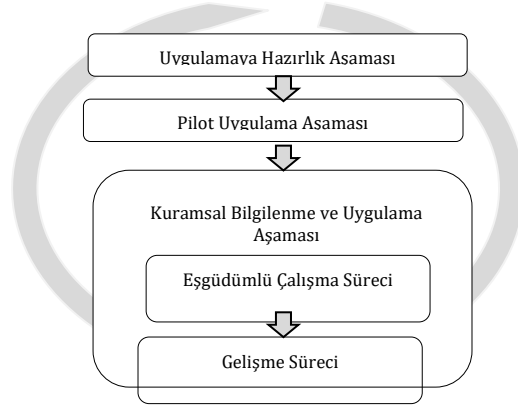 Uygulamaya Hazırlık Aşaması
Pilot Uygulama Aşaması
Kuramsal Bilgilenme ve Uygulama
Aşaması
Eşgüdümlü Çalışma Süreci
Gelişme Süreci